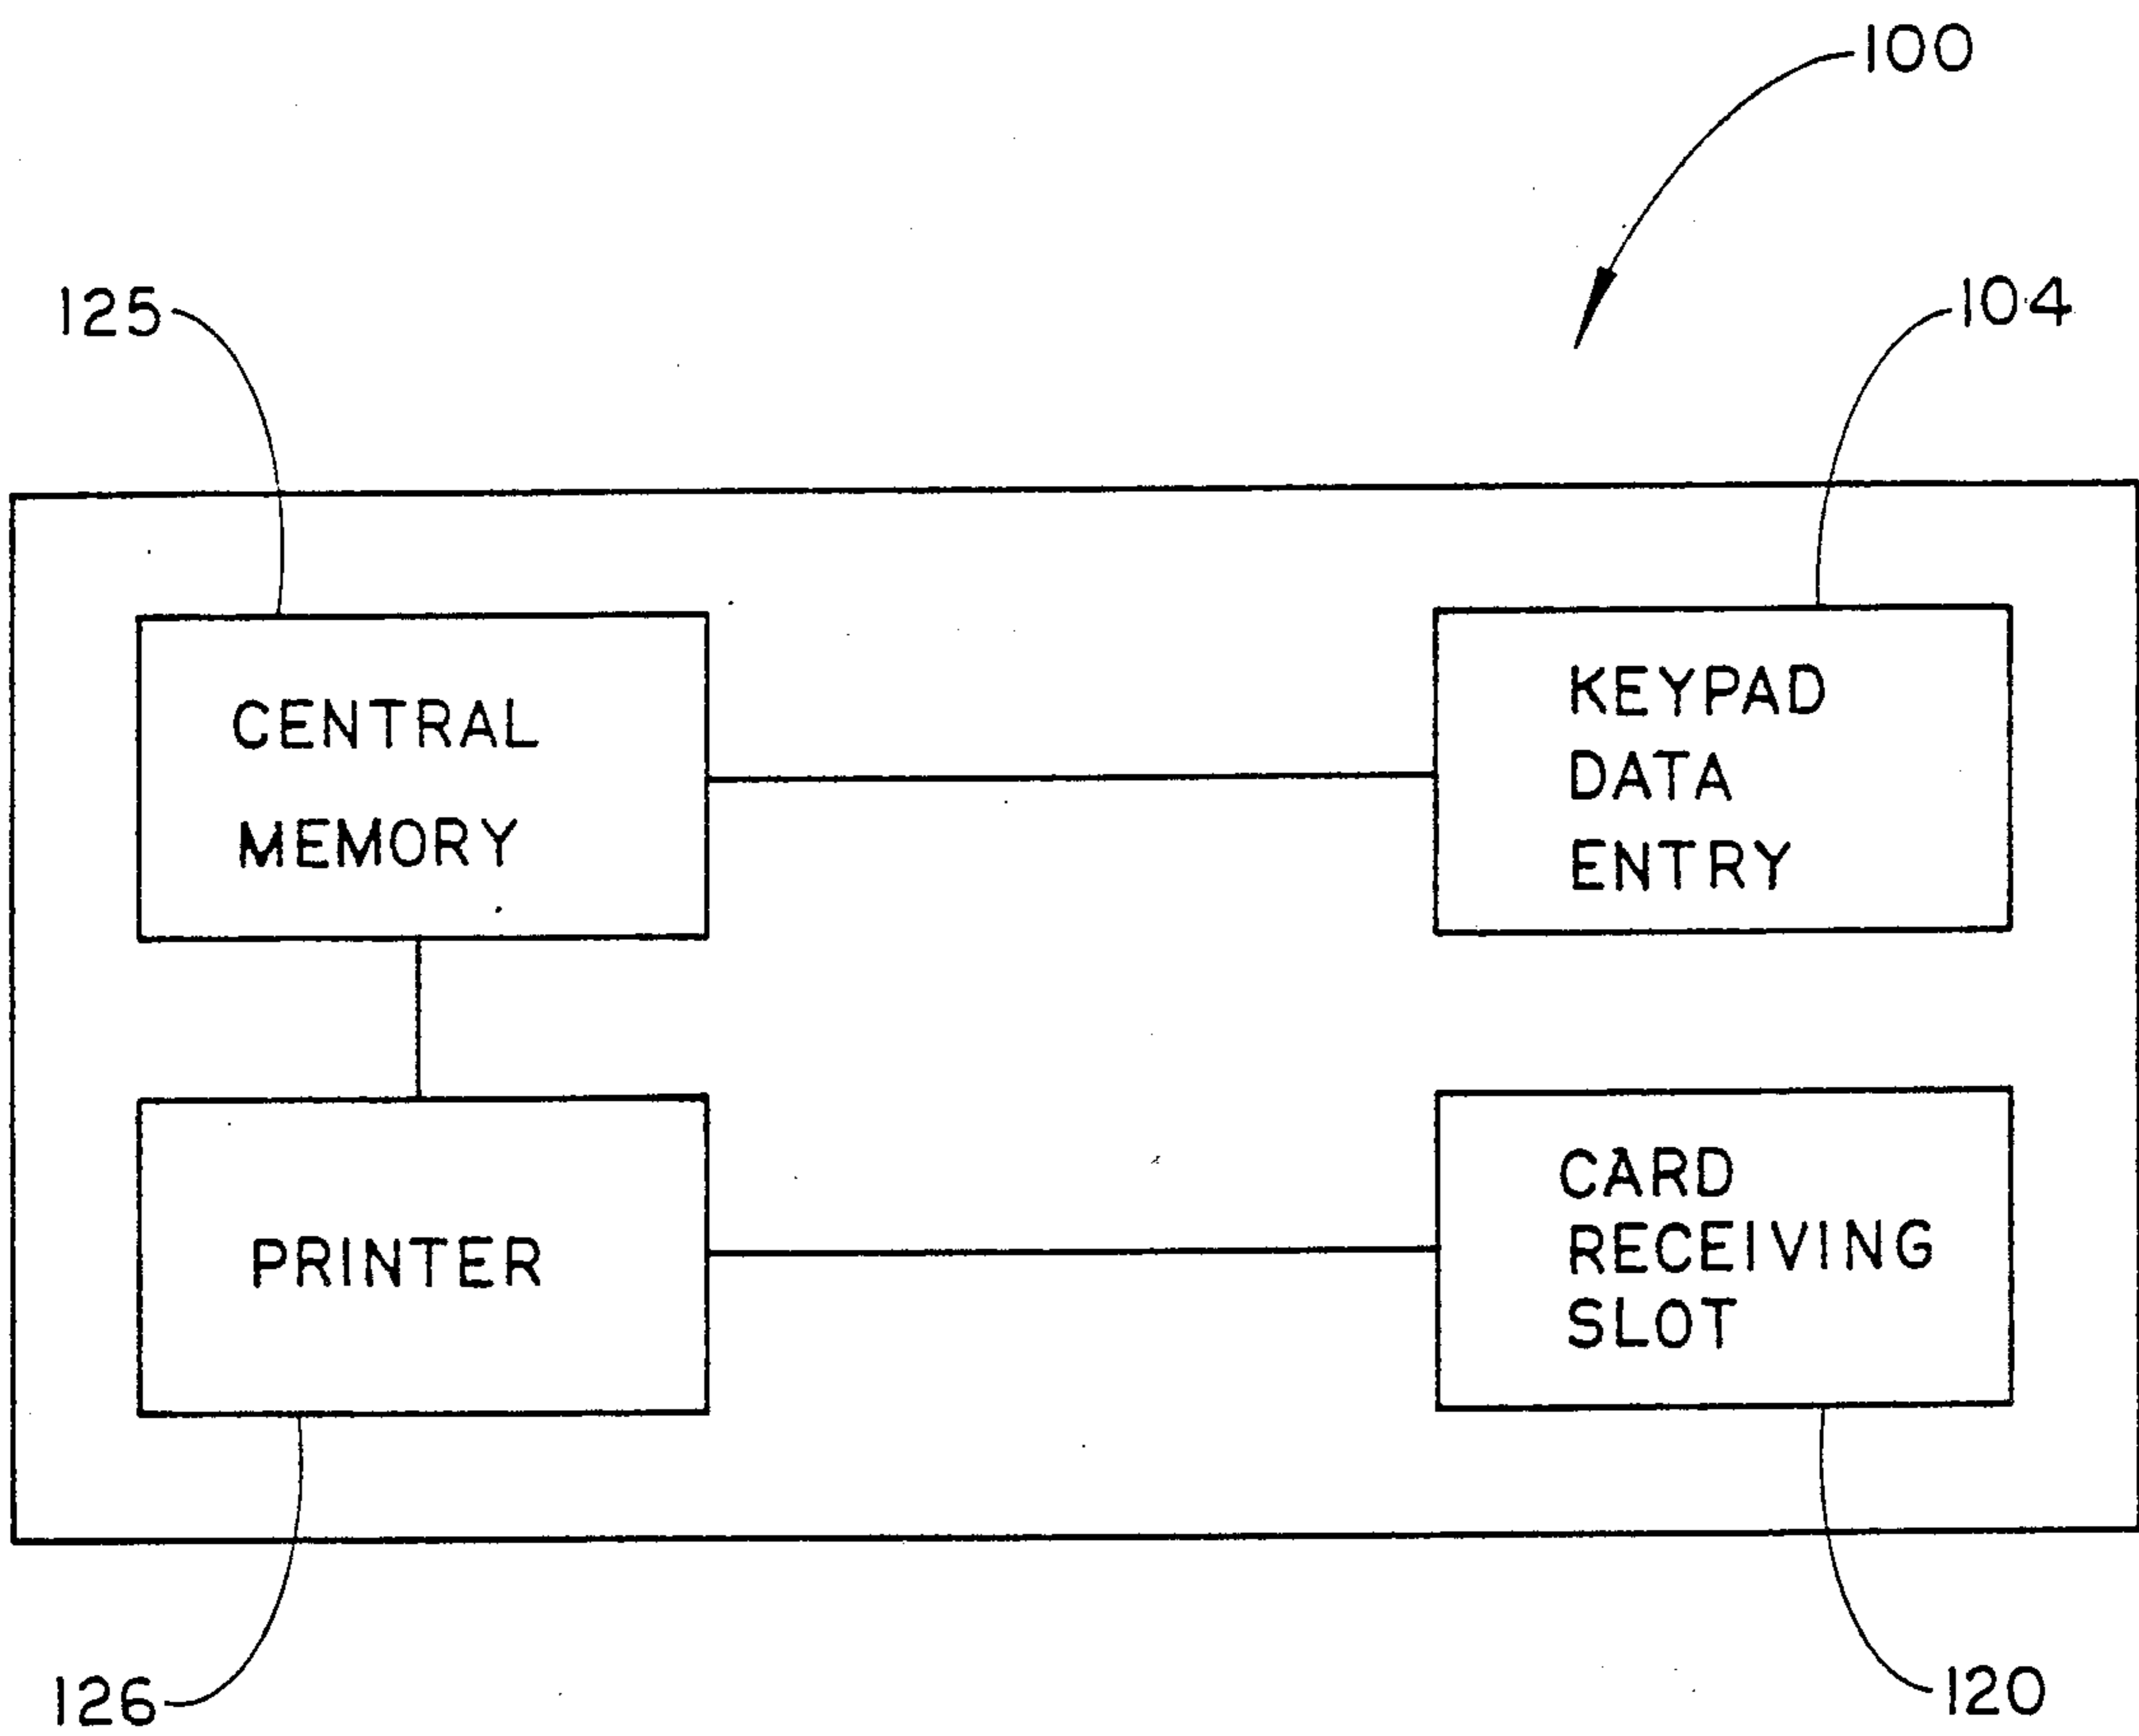 100
125
104
CENTRAL
MEMORY
KEYPAD
DATA
ENTRY
PRINTER
CARD
RECEIVING
SLOT
126
120